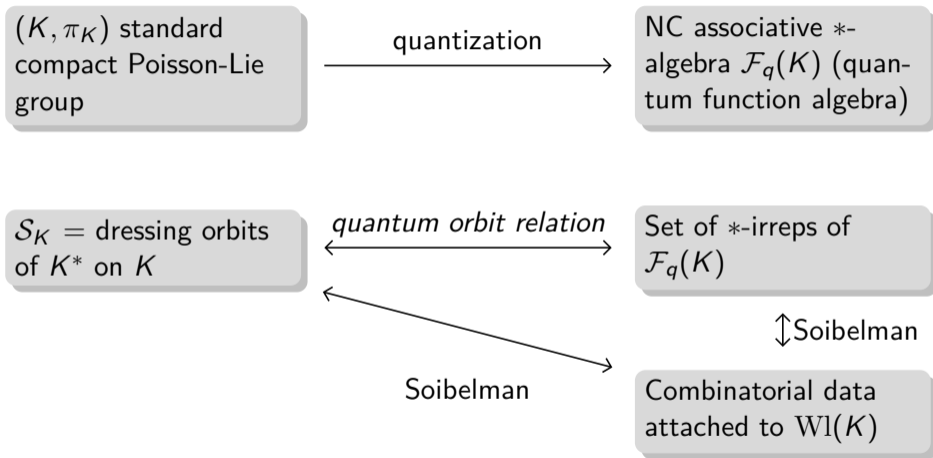 (K, π_K) standard
compact Poisson-Lie
group
quantization
NC associative ∗-
algebra ℱ_q(K) (quan-
tum function algebra)
𝒮_K = dressing orbits
of K* on K
quantum orbit relation
Set of ∗-irreps of
ℱ_q(K)
Soibelman
Soibelman
Combinatorial data
attached to Wl(K)